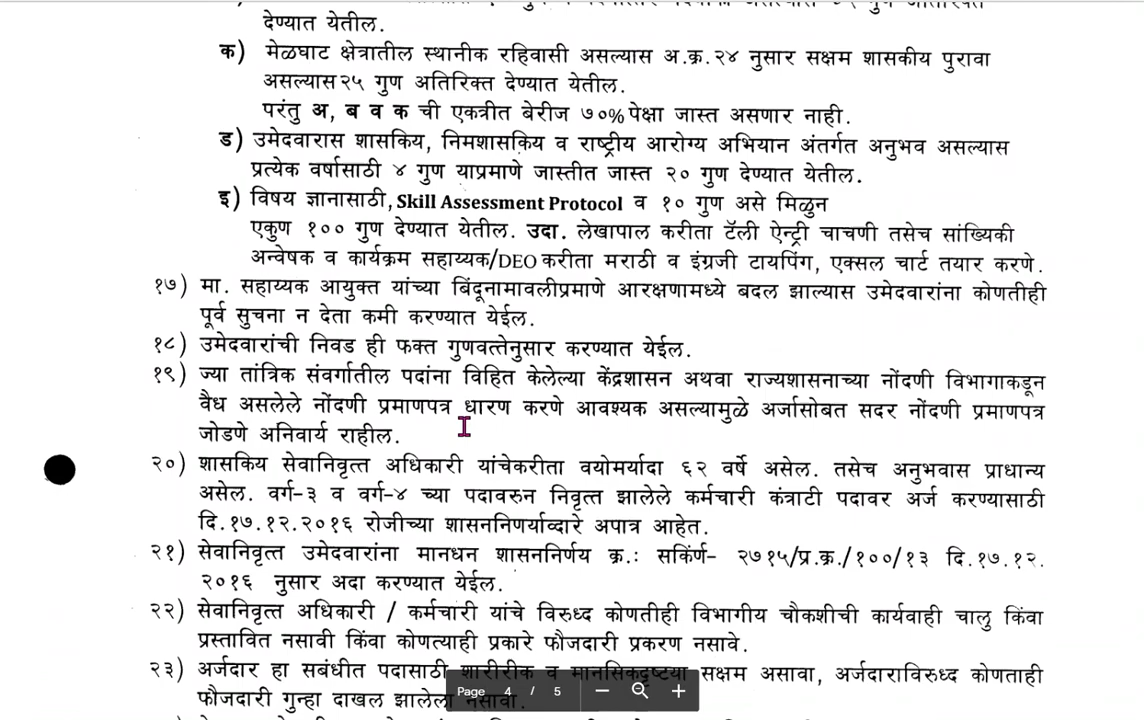 देण्यात येतील.
क) मेळघाट क्षेत्रातील स्थानीक रहिवासी असल्यास अ.क्र.२४ नुसार सक्षम शासकीय पुरावा
असल्यास २५ गुण अतिरिक्त देण्यात येतील.
परंतु अ, ब व क ची एकत्रीत बेरीज ७०% पेक्षा जास्त असणार नाही.
ड) उमेदवारास शासकिय, निमशासकिय व राष्ट्रीय आरोग्य अभियान अंतर्गत अनुभव असल्यास
प्रत्येक वर्षासाठी ४ गुण याप्रमाणे जास्तीत जास्त २० गुण देण्यात येतील.
इ) विषय ज्ञानासाठी, Skill Assessment Protocol व १० गुण असे मिळुन
एकुण १०० गुण देण्यात येतील. उदा. लेखापाल करीता टॅली ऐन्ट्री चाचणी तसेच सांख्यिकी
अन्वेषक व कार्यक्रम सहाय्यक/DEO करीता मराठी व इंग्रजी टायपिंग, एक्सल चार्ट तयार करणे.
१७) मा. सहाय्यक आयुक्त यांच्या बिंदूनामावलीप्रमाणे आरक्षणामध्ये बदल झाल्यास उमेदवारांना कोणतीही
पूर्व सुचना न देता कमी करण्यात येईल.
१८) उमेदवारांची निवड ही फक्त गुणवत्तेनुसार करण्यात येईल.
१९) ज्या तांत्रिक संवर्गातील पदांना विहित केलेल्या केंद्रशासन अथवा राज्यशासनाच्या नोंदणी विभागाकडून
वैध असलेले नोंदणी प्रमाणपत्र धारण करणे आवश्यक असल्यामुळे अर्जासोबत सदर नोंदणी प्रमाणपत्र
जोडणे अनिवार्य राहील.
२०) शासकिय सेवानिवृत्त अधिकारी यांचेकरीता वयोमर्यादा ६२ वर्षे असेल. तसेच अनुभवास प्राधान्य
असेल. वर्ग-३ व वर्ग-४ च्या पदावरुन निवृत्त झालेले कर्मचारी कंत्राटी पदावर अर्ज करण्यासाठी
दि.१७.१२.२०१६ रोजीच्या शासननिणर्याव्दारे अपात्र आहेत.
२१) सेवानिवृत्त उमेदवारांना मानधन शासननिर्णय क्र.: सकिंर्ण- २७१५/प्र.क्र./१००/१३ दि.१७.१२.
२०१६ नुसार अदा करण्यात येईल.
२२) सेवानिवृत्त अधिकारी / कर्मचारी यांचे विरुध्द कोणतीही विभागीय चौकशीची कार्यवाही चालु किंवा
प्रस्तावित नसावी किंवा कोणत्याही प्रकारे फौजदारी प्रकरण नसावे.
२३) अर्जदार हा सबंधीत पदासाठी शारीरीक व मानसिकदृष्टया सक्षम असावा, अर्जदाराविरुध्द कोणताही
फौजदारी गुन्हा दाखल झालेला नसावा.
Page 4 / 5